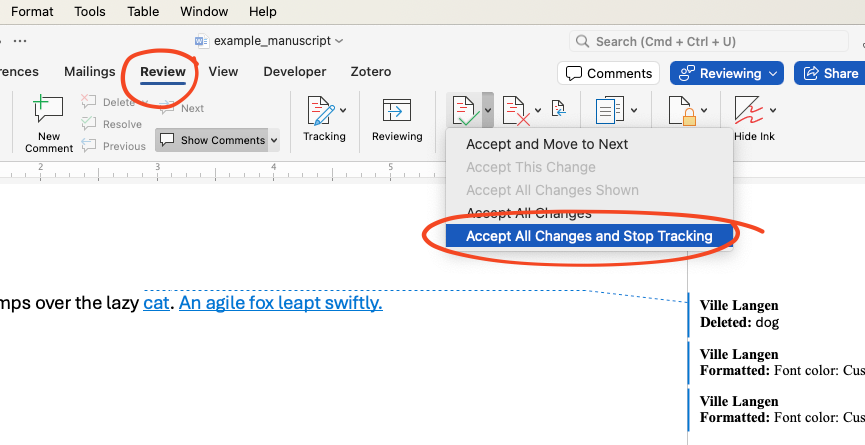 Format Tools Table Window Help
example_manuscript
Search (Cmd + Ctrl + U)
rences Mailings Review View Developer Zotero
Comments Reviewing Share
New Comment
Delete
Resolve
Previous
Next
Show Comments
Tracking
Reviewing
Hide Ink
Accept and Move to Next
Accept This Change
Accept All Changes Shown
Accept All Changes
Accept All Changes and Stop Tracking
2 3 4 5
mps over the lazy cat. An agile fox leapt swiftly.
Ville Langen
Deleted: dog
Ville Langen
Formatted: Font color: Cus
Ville Langen
Formatted: Font color: Cus